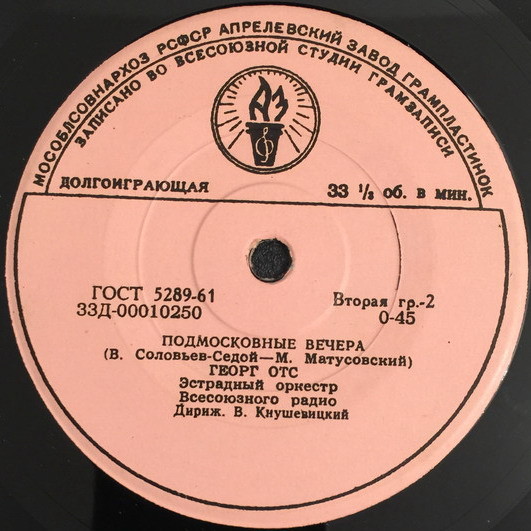 МОСОБЛСОВНАРХОЗ РСФСР АПРЕЛЕВСКИЙ ЗАВОД ГРАМПЛАСТИНОК
ЗАПИСАНО ВО ВСЕСОЮЗНОЙ СТУДИИ ГРАМЗАПИСИ
АЗ
ДОЛГОИГРАЮЩАЯ 33 ⅓ об. в мин.
ГОСТ 5289-61 Вторая гр.-2
33Д-00010250 0-45
ПОДМОСКОВНЫЕ ВЕЧЕРА
(В. Соловьев-Седой—М. Матусовский)
ГЕОРГ ОТС
Эстрадный оркестр
Всесоюзного радио
Дириж. В. Кнушевицкий